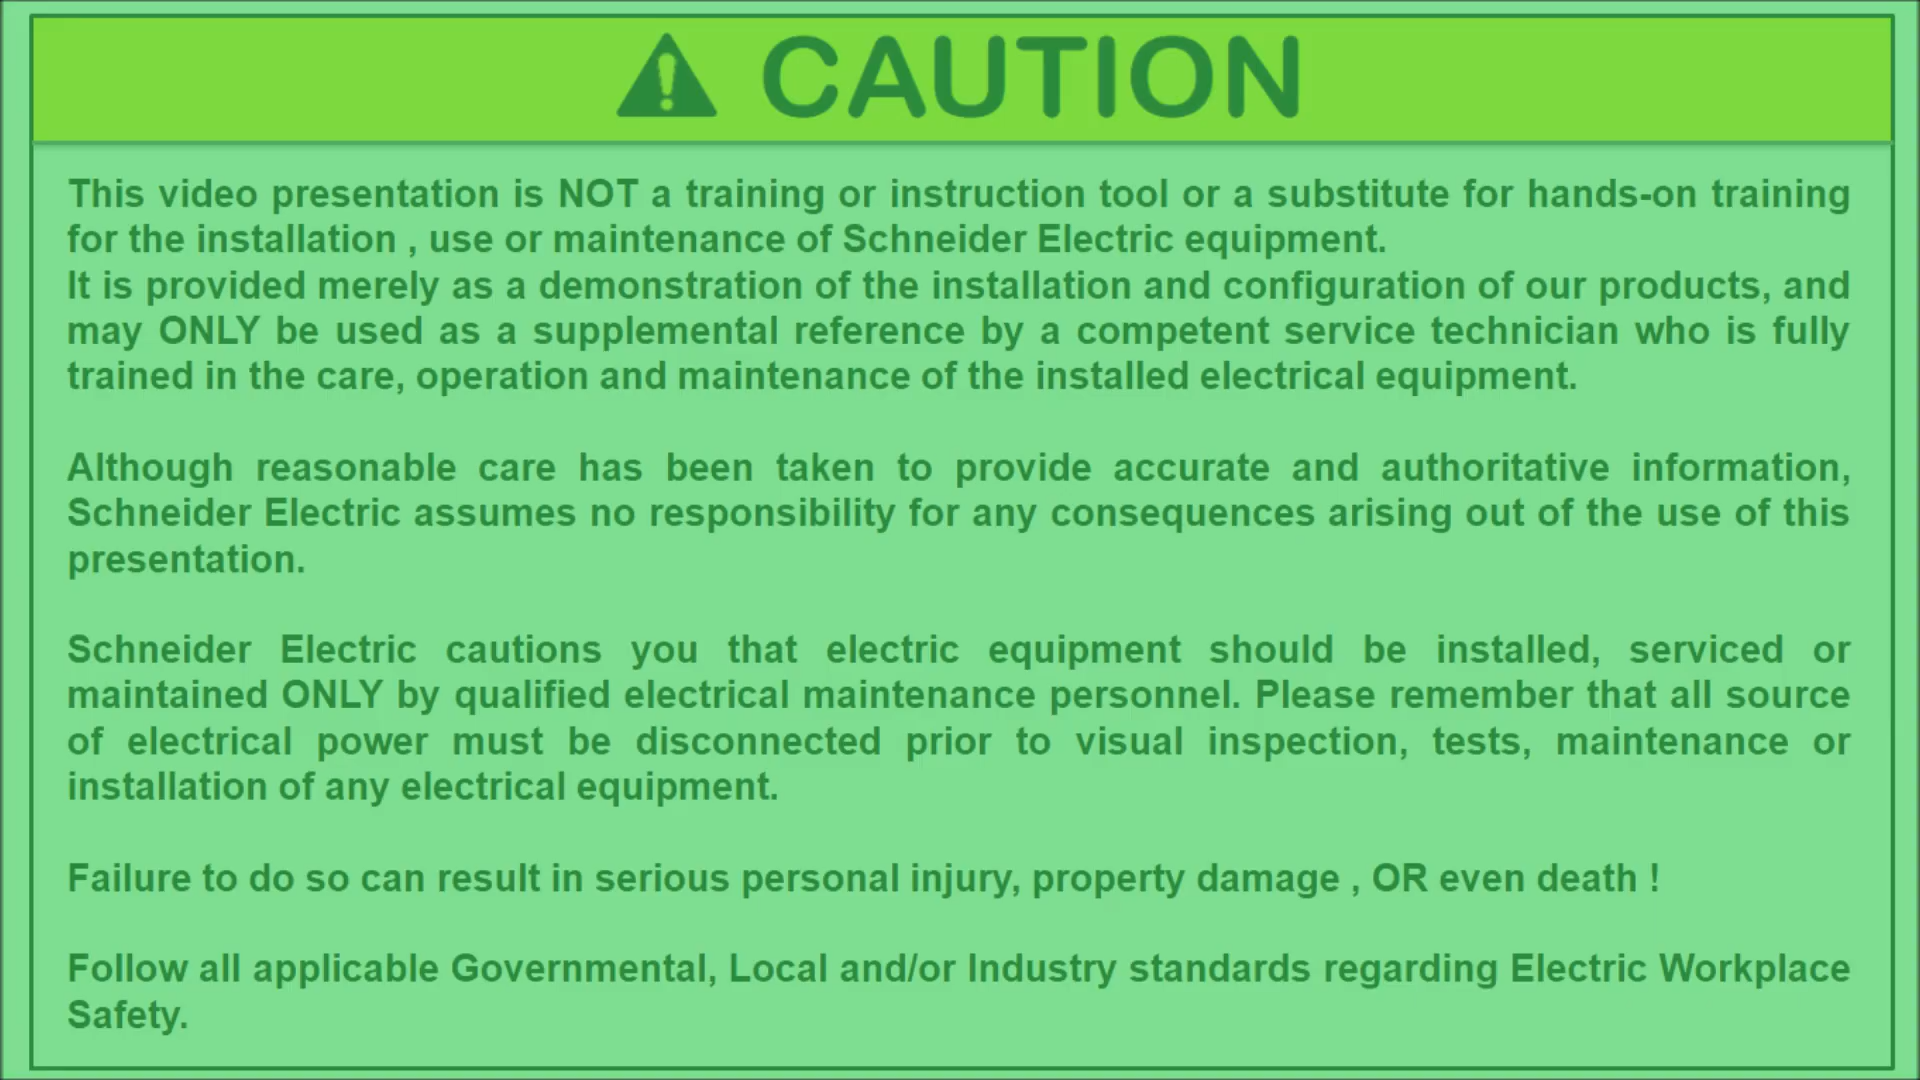 CAUTION
This video presentation is NOT a training or instruction tool or a substitute for hands-on training
for the installation , use or maintenance of Schneider Electric equipment.
It is provided merely as a demonstration of the installation and configuration of our products, and
may ONLY be used as a supplemental reference by a competent service technician who is fully
trained in the care, operation and maintenance of the installed electrical equipment.
Although reasonable care has been taken to provide accurate and authoritative information,
Schneider Electric assumes no responsibility for any consequences arising out of the use of this
presentation.
Schneider Electric cautions you that electric equipment should be installed, serviced or
maintained ONLY by qualified electrical maintenance personnel. Please remember that all source
of electrical power must be disconnected prior to visual inspection, tests, maintenance or
installation of any electrical equipment.
Failure to do so can result in serious personal injury, property damage , OR even death !
Follow all applicable Governmental, Local and/or Industry standards regarding Electric Workplace
Safety.